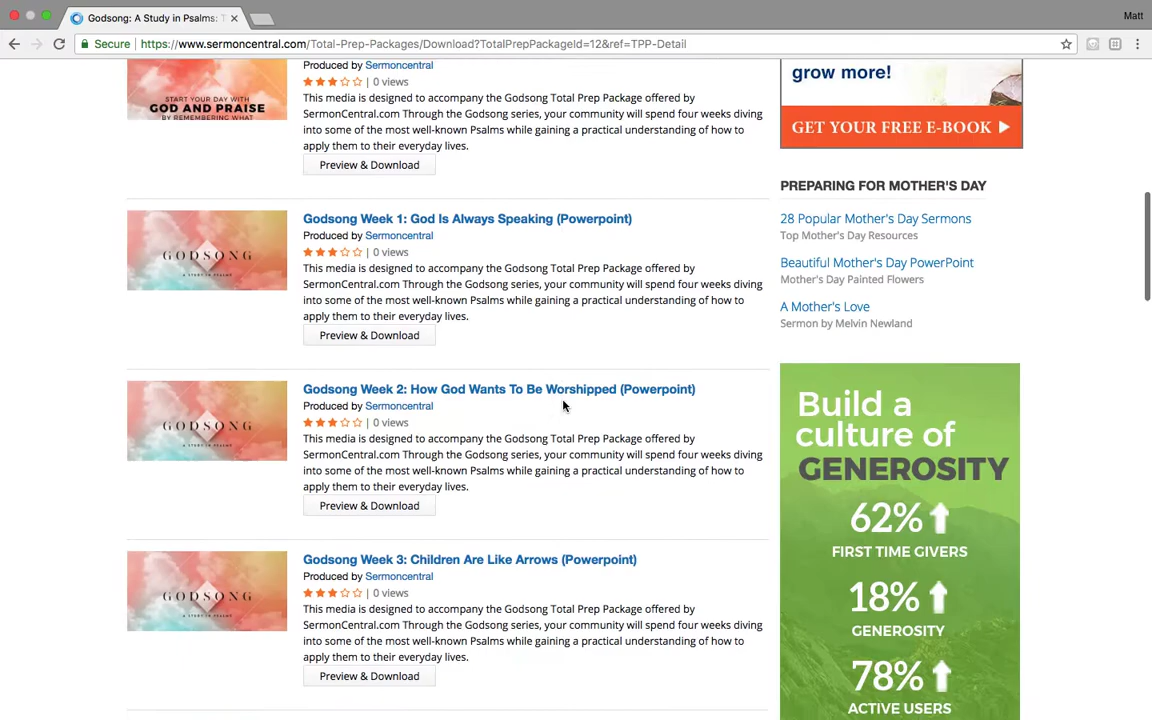 Godsong: A Study in Psalms: T
Matt
Secure
https://www.sermoncentral.com/Total-Prep-Packages/Download?TotalPrepPackageId=12&ref=TPP-Detail
START YOUR DAY WITH
GOD AND PRAISE
BY REMEMBERING WHAT
Produced by Sermoncentral
| 0 views
This media is designed to accompany the Godsong Total Prep Package offered by
SermonCentral.com Through the Godsong series, your community will spend four weeks diving
into some of the most well-known Psalms while gaining a practical understanding of how to
apply them to their everyday lives.
Preview & Download
GODSONG
A STUDY IN PSALMS
Godsong Week 1: God Is Always Speaking (Powerpoint)
Produced by Sermoncentral
| 0 views
This media is designed to accompany the Godsong Total Prep Package offered by
SermonCentral.com Through the Godsong series, your community will spend four weeks diving
into some of the most well-known Psalms while gaining a practical understanding of how to
apply them to their everyday lives.
Preview & Download
GODSONG
A STUDY IN PSALMS
Godsong Week 2: How God Wants To Be Worshipped (Powerpoint)
Produced by Sermoncentral
| 0 views
This media is designed to accompany the Godsong Total Prep Package offered by
SermonCentral.com Through the Godsong series, your community will spend four weeks diving
into some of the most well-known Psalms while gaining a practical understanding of how to
apply them to their everyday lives.
Preview & Download
GODSONG
A STUDY IN PSALMS
Godsong Week 3: Children Are Like Arrows (Powerpoint)
Produced by Sermoncentral
| 0 views
This media is designed to accompany the Godsong Total Prep Package offered by
SermonCentral.com Through the Godsong series, your community will spend four weeks diving
into some of the most well-known Psalms while gaining a practical understanding of how to
apply them to their everyday lives.
Preview & Download
grow more!
GET YOUR FREE E-BOOK
PREPARING FOR MOTHER'S DAY
28 Popular Mother's Day Sermons
Top Mother's Day Resources
Beautiful Mother's Day PowerPoint
Mother's Day Painted Flowers
A Mother's Love
Sermon by Melvin Newland
Build a
culture of
GENEROSITY
62%
FIRST TIME GIVERS
18%
GENEROSITY
78%
ACTIVE USERS